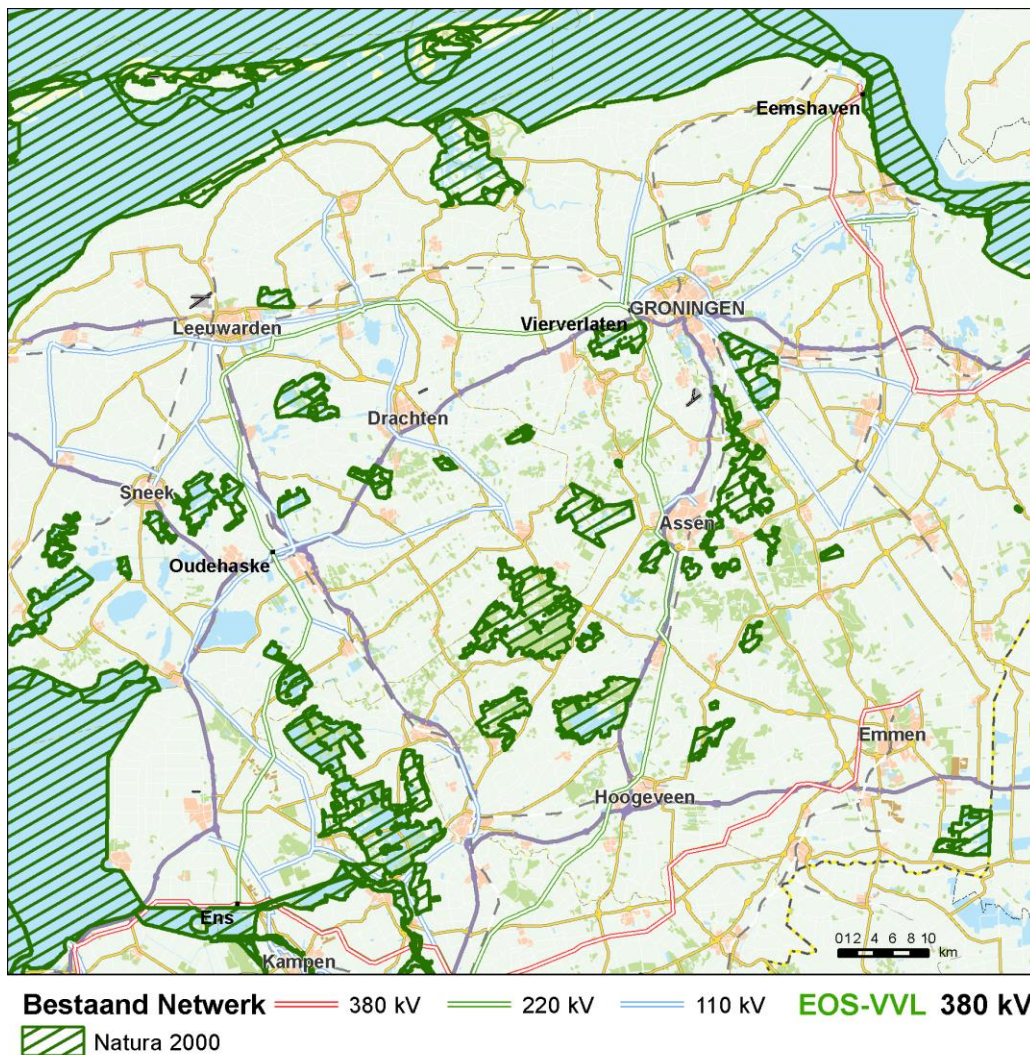 Eemshaven
GRONINGEN
Vierverlaten
Leeuwarden
Drachten
Sneek
Assen
Oudehaske
Emmen
Hoogeveen
Ens
Kampen
0 1 2 4 6 8 10
km
Bestaand Netwerk 380 kV 220 kV 110 kV EOS-VVL 380 kV
Natura 2000